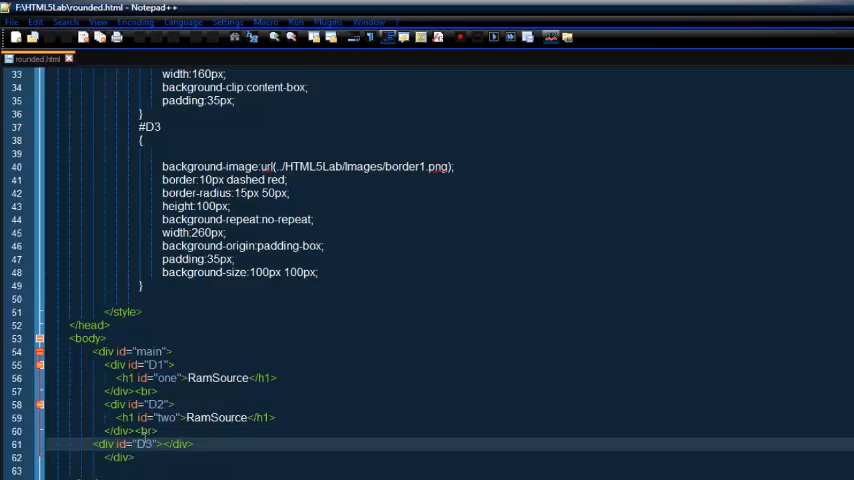 F:\HTML5Lab\rounded.html - Notepad++
File Edit Search View Encoding Language Settings Macro Run Plugins Window ?
rounded.html
33 width:160px;
34 background-clip:content-box;
35 padding:35px;
36 }
37 #D3
38 {
39
40 background-image:url(../HTML5Lab/Images/border1.png);
41 border:10px dashed red;
42 border-radius:15px 50px;
43 height:100px;
44 background-repeat:no-repeat;
45 width:260px;
46 background-origin:padding-box;
47 padding:35px;
48 background-size:100px 100px;
49 }
50
51 </style>
52 </head>
53 <body>
54 <div id="main">
55 <div id="D1">
56 <h1 id="one">RamSource</h1>
57 </div><br>
58 <div id="D2">
59 <h1 id="two">RamSource</h1>
60 </div><br>
61 <div id="D3"></div>
62 </div>
63